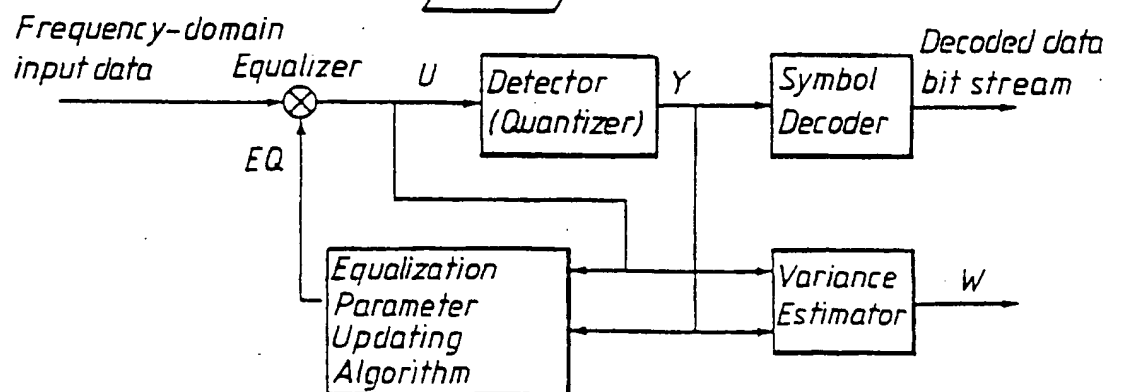 Frequency-domain
input data
Equalizer
U
Detector
(Quantizer)
Y
Symbol
Decoder
Decoded data
bit stream
EQ
Equalization
Parameter
Updating
Algorithm
Variance
Estimator
W